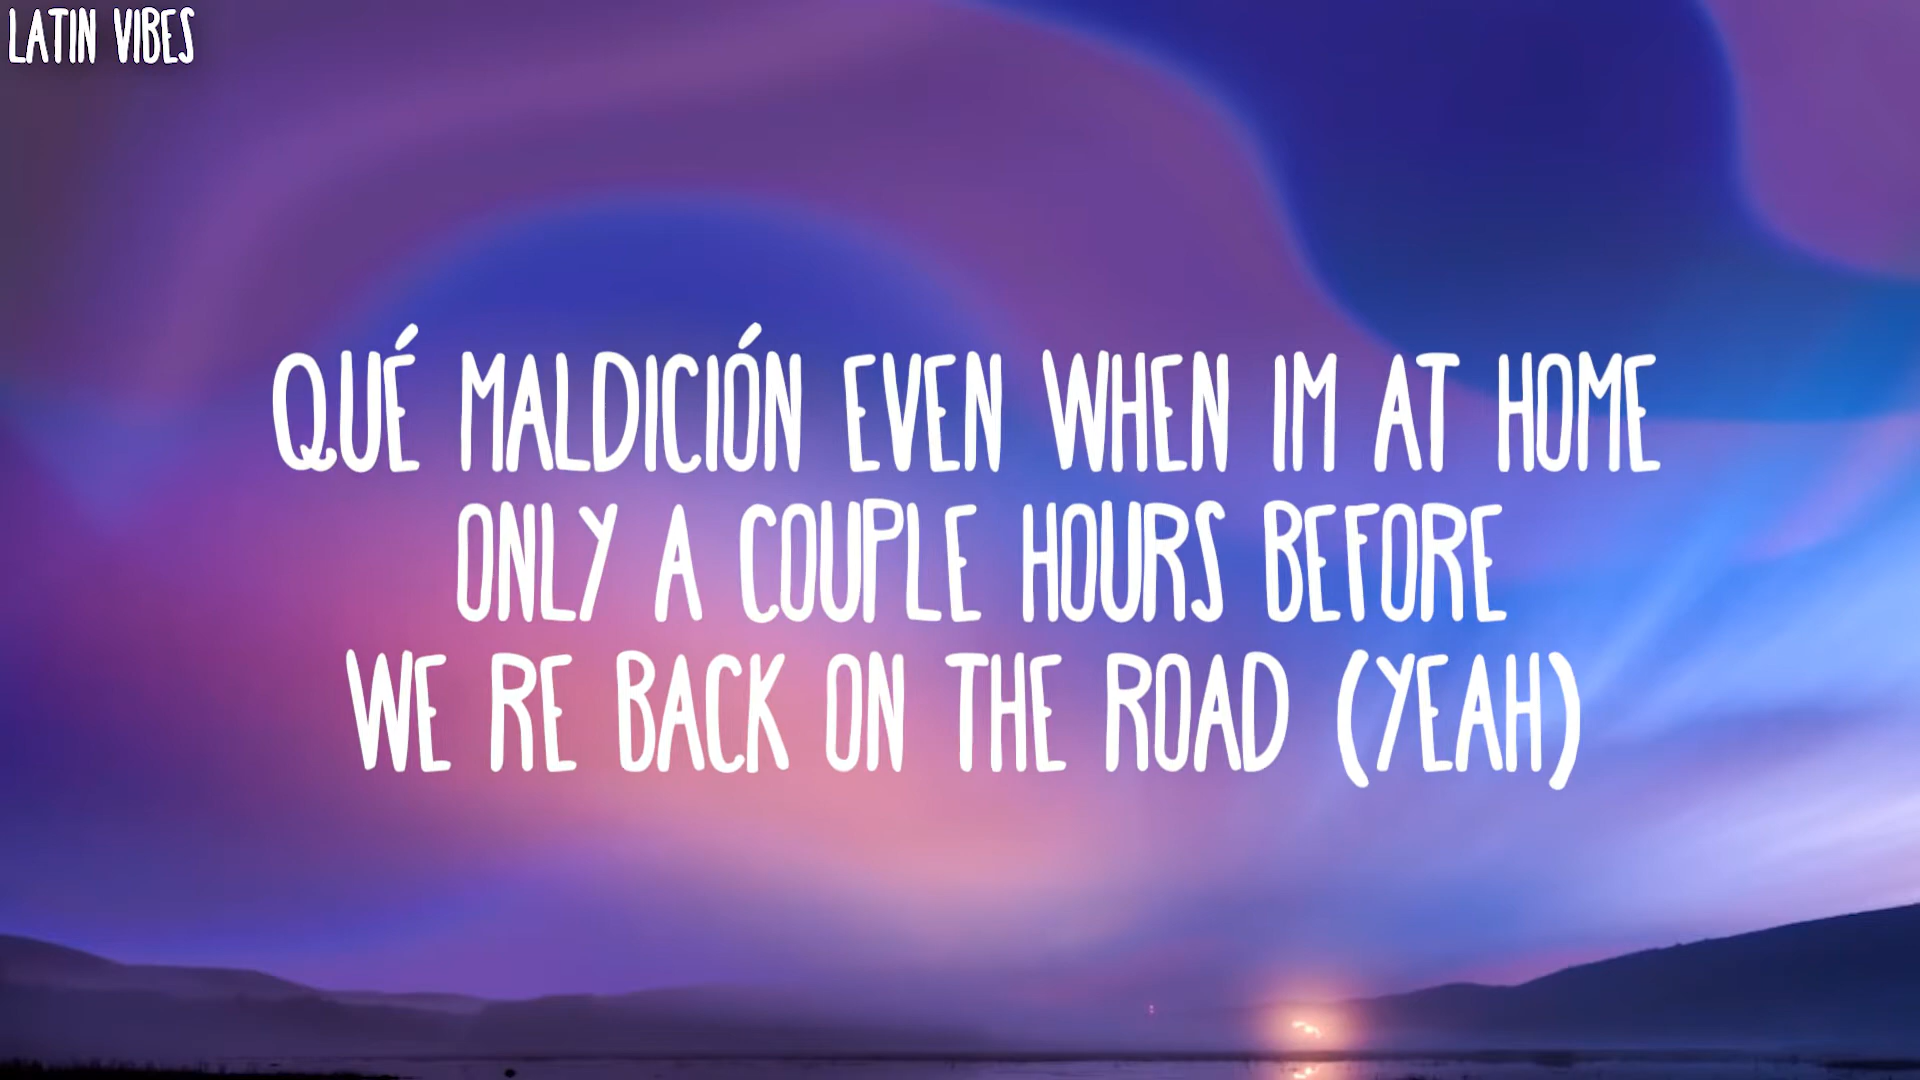 LATIN VIBES
QUÉ MALDICIÓN EVEN WHEN IM AT HOME
ONLY A COUPLE HOURS BEFORE
WE RE BACK ON THE ROAD (YEAH)